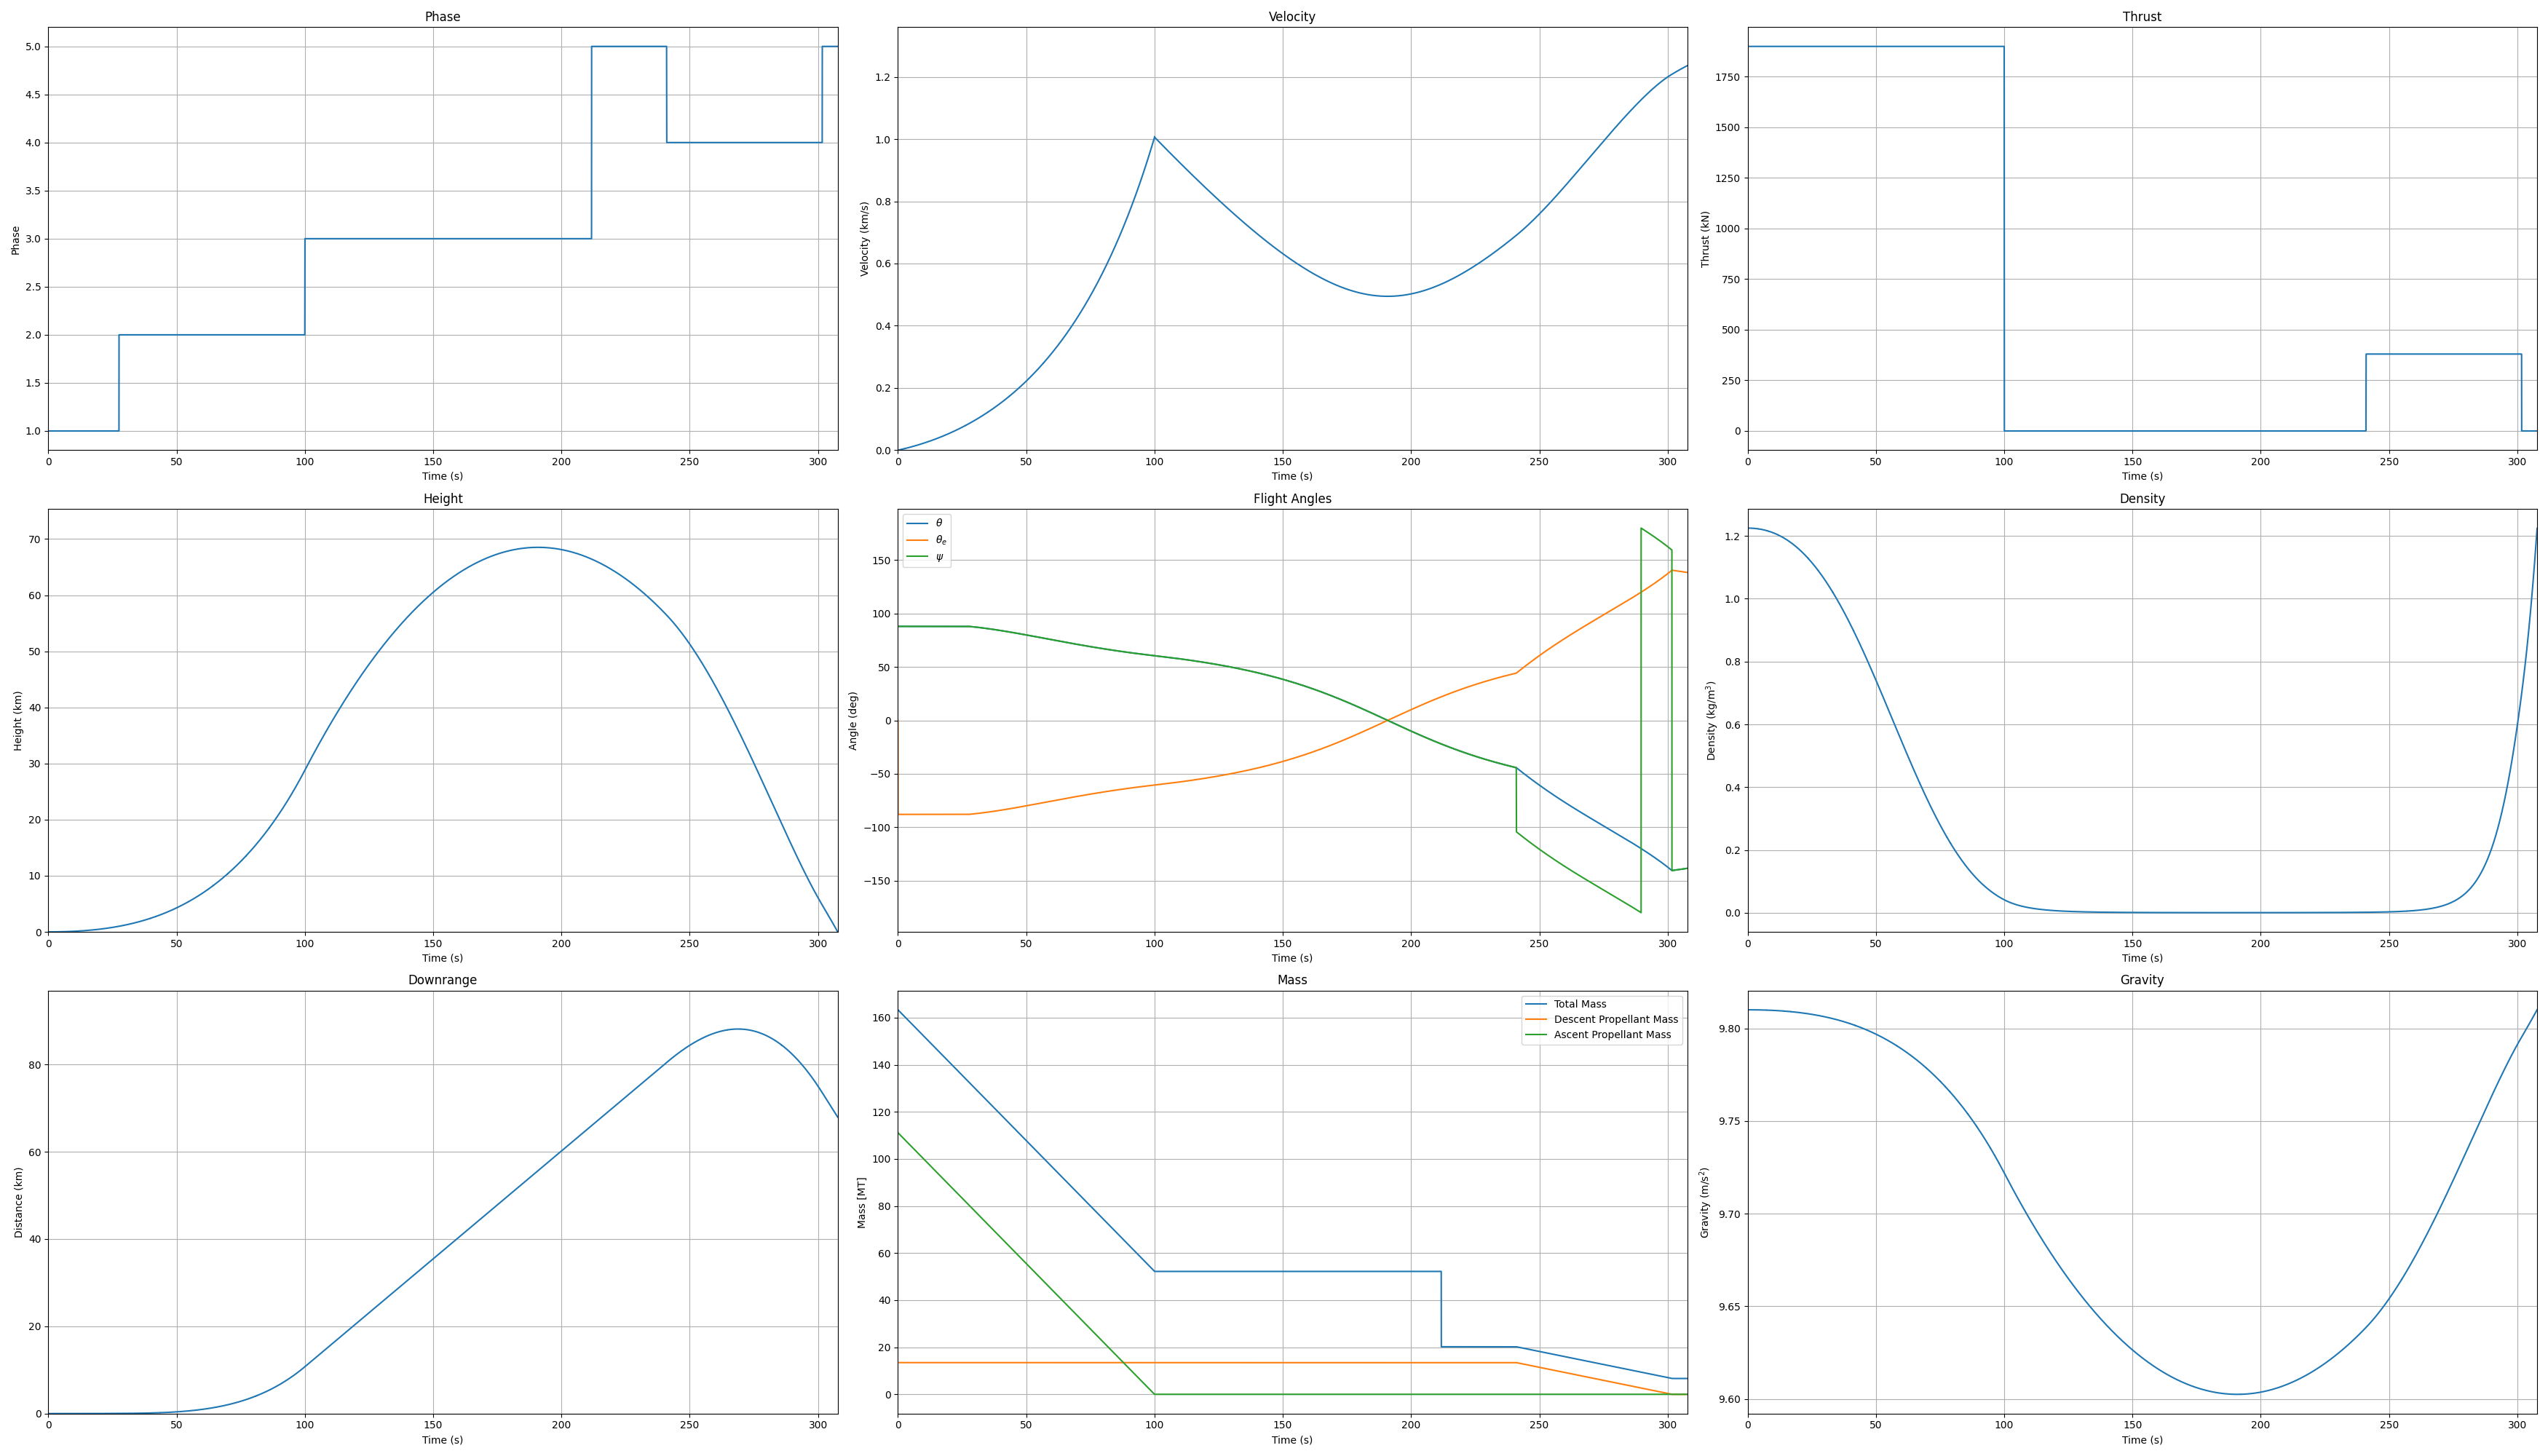 Phase
Phase
5.0
4.5
4.0
3.5
3.0
2.5
2.0
1.5
1.0
0 50 100 150 200 250 300
Time (s)
Velocity
Velocity (km/s)
1.2
1.0
0.8
0.6
0.4
0.2
0.0
0 50 100 150 200 250 300
Time (s)
Thrust
Thrust (kN)
1750
1500
1250
1000
750
500
250
0
0 50 100 150 200 250 300
Time (s)
Height
Height (km)
70
60
50
40
30
20
10
0
0 50 100 150 200 250 300
Time (s)
Flight Angles
θ
θₑ
ψ
Angle (deg)
150
100
50
0
−50
−100
−150
0 50 100 150 200 250 300
Time (s)
Density
Density (kg/m³)
1.2
1.0
0.8
0.6
0.4
0.2
0.0
0 50 100 150 200 250 300
Time (s)
Downrange
Distance (km)
80
60
40
20
0
0 50 100 150 200 250 300
Time (s)
Mass
Total Mass
Descent Propellant Mass
Ascent Propellant Mass
Mass [MT]
160
140
120
100
80
60
40
20
0
0 50 100 150 200 250 300
Time (s)
Gravity
Gravity (m/s²)
9.80
9.75
9.70
9.65
9.60
0 50 100 150 200 250 300
Time (s)